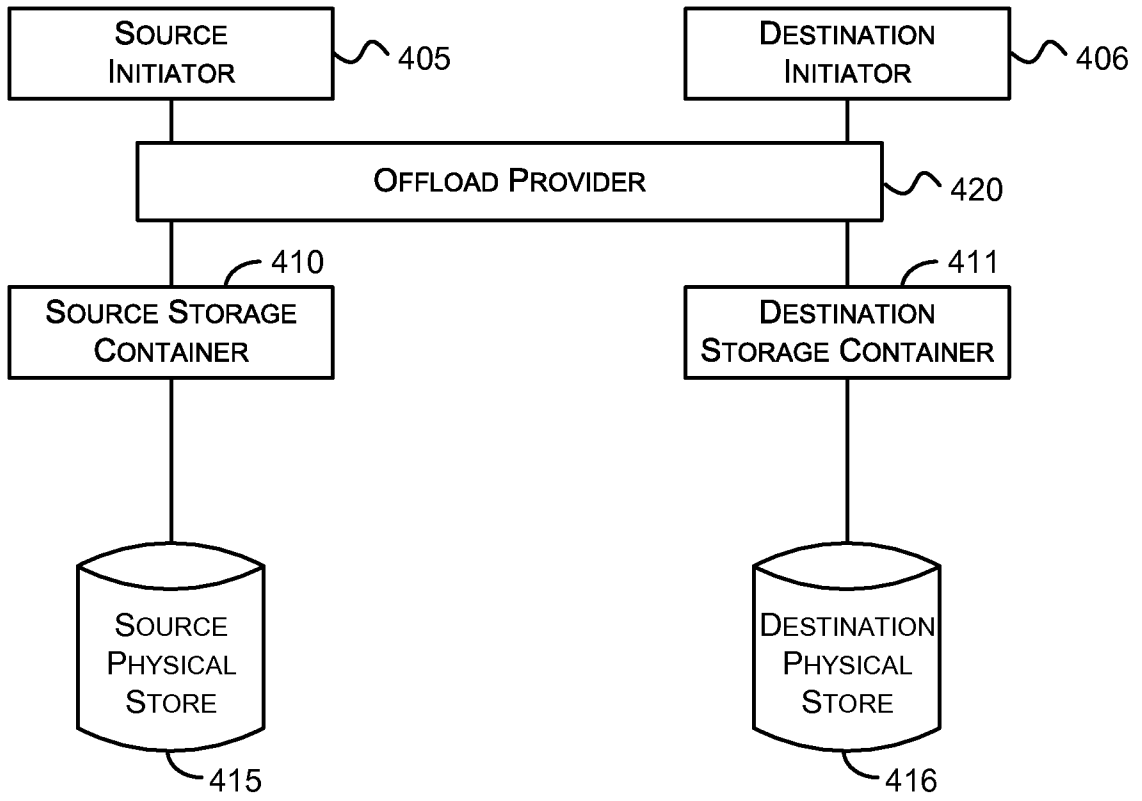 SOURCE
INITIATOR
405
DESTINATION
INITIATOR
406
OFFLOAD PROVIDER
420
410
SOURCE STORAGE
CONTAINER
411
DESTINATION
STORAGE CONTAINER
SOURCE
PHYSICAL
STORE
415
DESTINATION
PHYSICAL
STORE
416